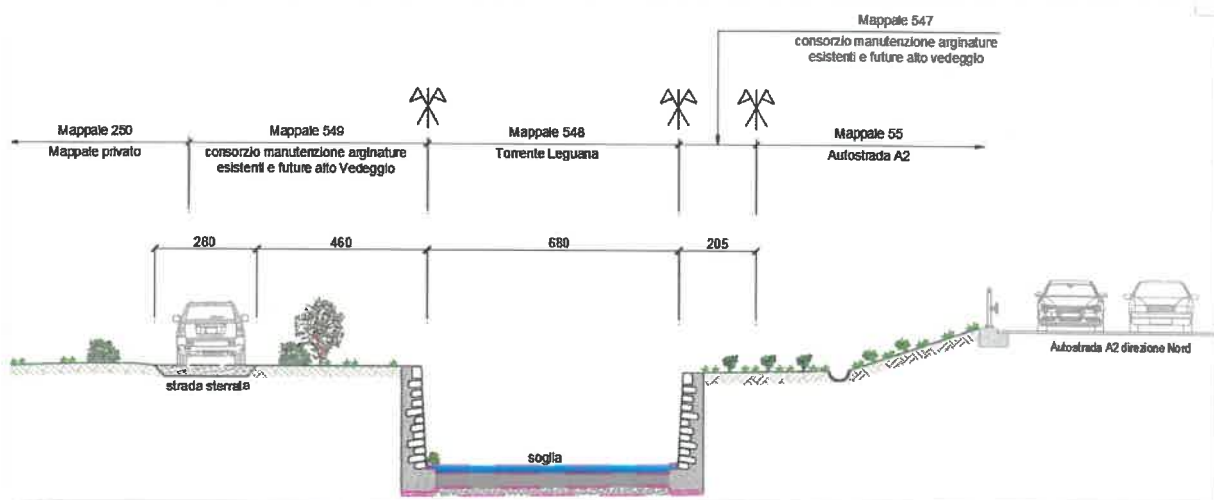 Mappale 547
consorzio manutenzione arginature
esistenti e future alto vedeggio
Mappale 250
Mappale privato
Mappale 549
consorzio manutenzione arginature
esistenti e future alto Vedeggio
Mappale 548
Torrente Leguana
Mappale 55
Autostrada A2
280
460
680
205
strada sterrata
soglia
Autostrada A2 direzione Nord